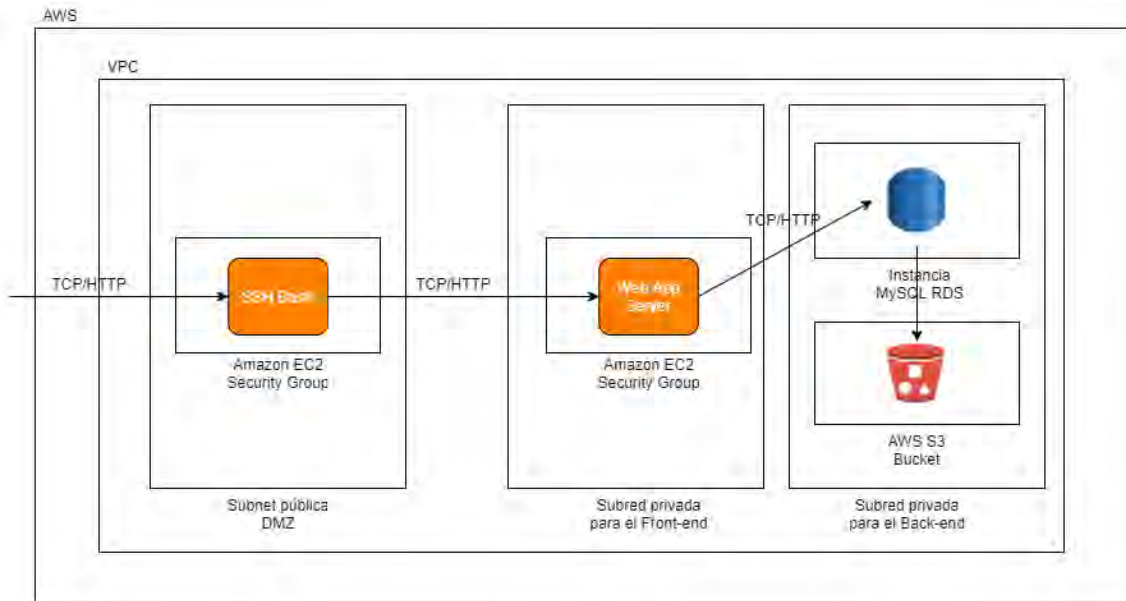 AWS
VPC
TCP/HTTP
SSH
Amazon EC2
Security Group
Subnet pública
DMZ
TCP/HTTP
Web App
Server
Amazon EC2
Security Group
Subred privada
para el Front-end
TCP/HTTP
Instancia
MySQL RDS
AWS S3
Bucket
Subred privada
para el Back-end